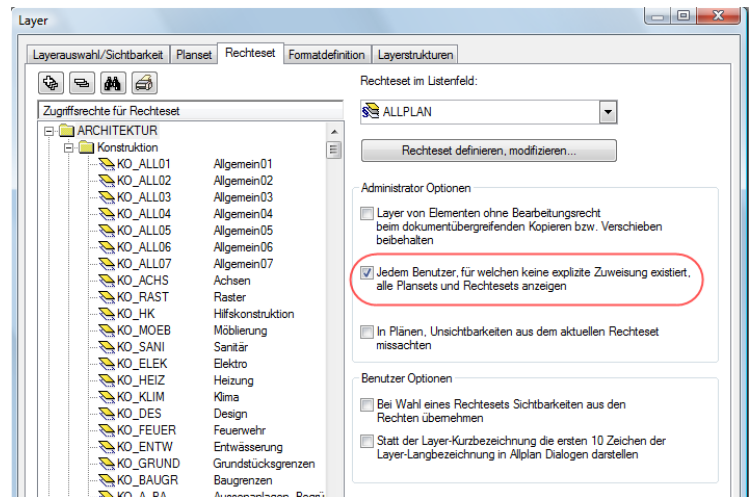 Layer
Layerauswahl/Sichtbarkeit Planset Rechteset Formatdefinition Layerstrukturen
Zugriffsrechte für Rechteset
ARCHITEKTUR
Konstruktion
KO_ALL01 Allgemein01
KO_ALL02 Allgemein02
KO_ALL03 Allgemein03
KO_ALL04 Allgemein04
KO_ALL05 Allgemein05
KO_ALL06 Allgemein06
KO_ALL07 Allgemein07
KO_ACHS Achsen
KO_RAST Raster
KO_HK Hilfskonstruktion
KO_MOEB Möblierung
KO_SANI Sanitär
KO_ELEK Elektro
KO_HEIZ Heizung
KO_KLIM Klima
KO_DES Design
KO_FEUER Feuerwehr
KO_ENTW Entwässerung
KO_GRUND Grundstücksgrenzen
KO_BAUGR Baugrenzen
Rechteset im Listenfeld:
ALLPLAN
Rechteset definieren, modifizieren...
Administrator Optionen
Layer von Elementen ohne Bearbeitungsrecht
beim dokumentübergreifenden Kopieren bzw. Verschieben
beibehalten
Jedem Benutzer, für welchen keine explizite Zuweisung existiert,
alle Plansets und Rechtesets anzeigen
In Plänen, Unsichtbarkeiten aus dem aktuellen Rechteset
missachten
Benutzer Optionen
Bei Wahl eines Rechtesets Sichtbarkeiten aus den
Rechten übernehmen
Statt der Layer-Kurzbezeichnung die ersten 10 Zeichen der
Layer-Langbezeichnung in Allplan Dialogen darstellen